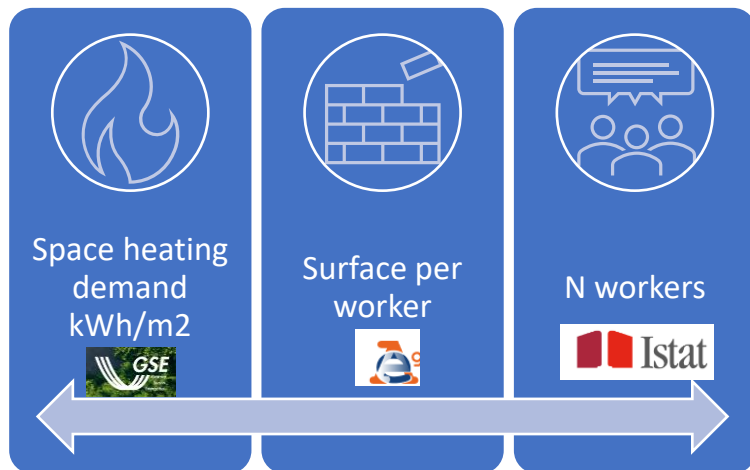 Space heating
demand
kWh/m2
GSE
Surface per
worker
N workers
Istat